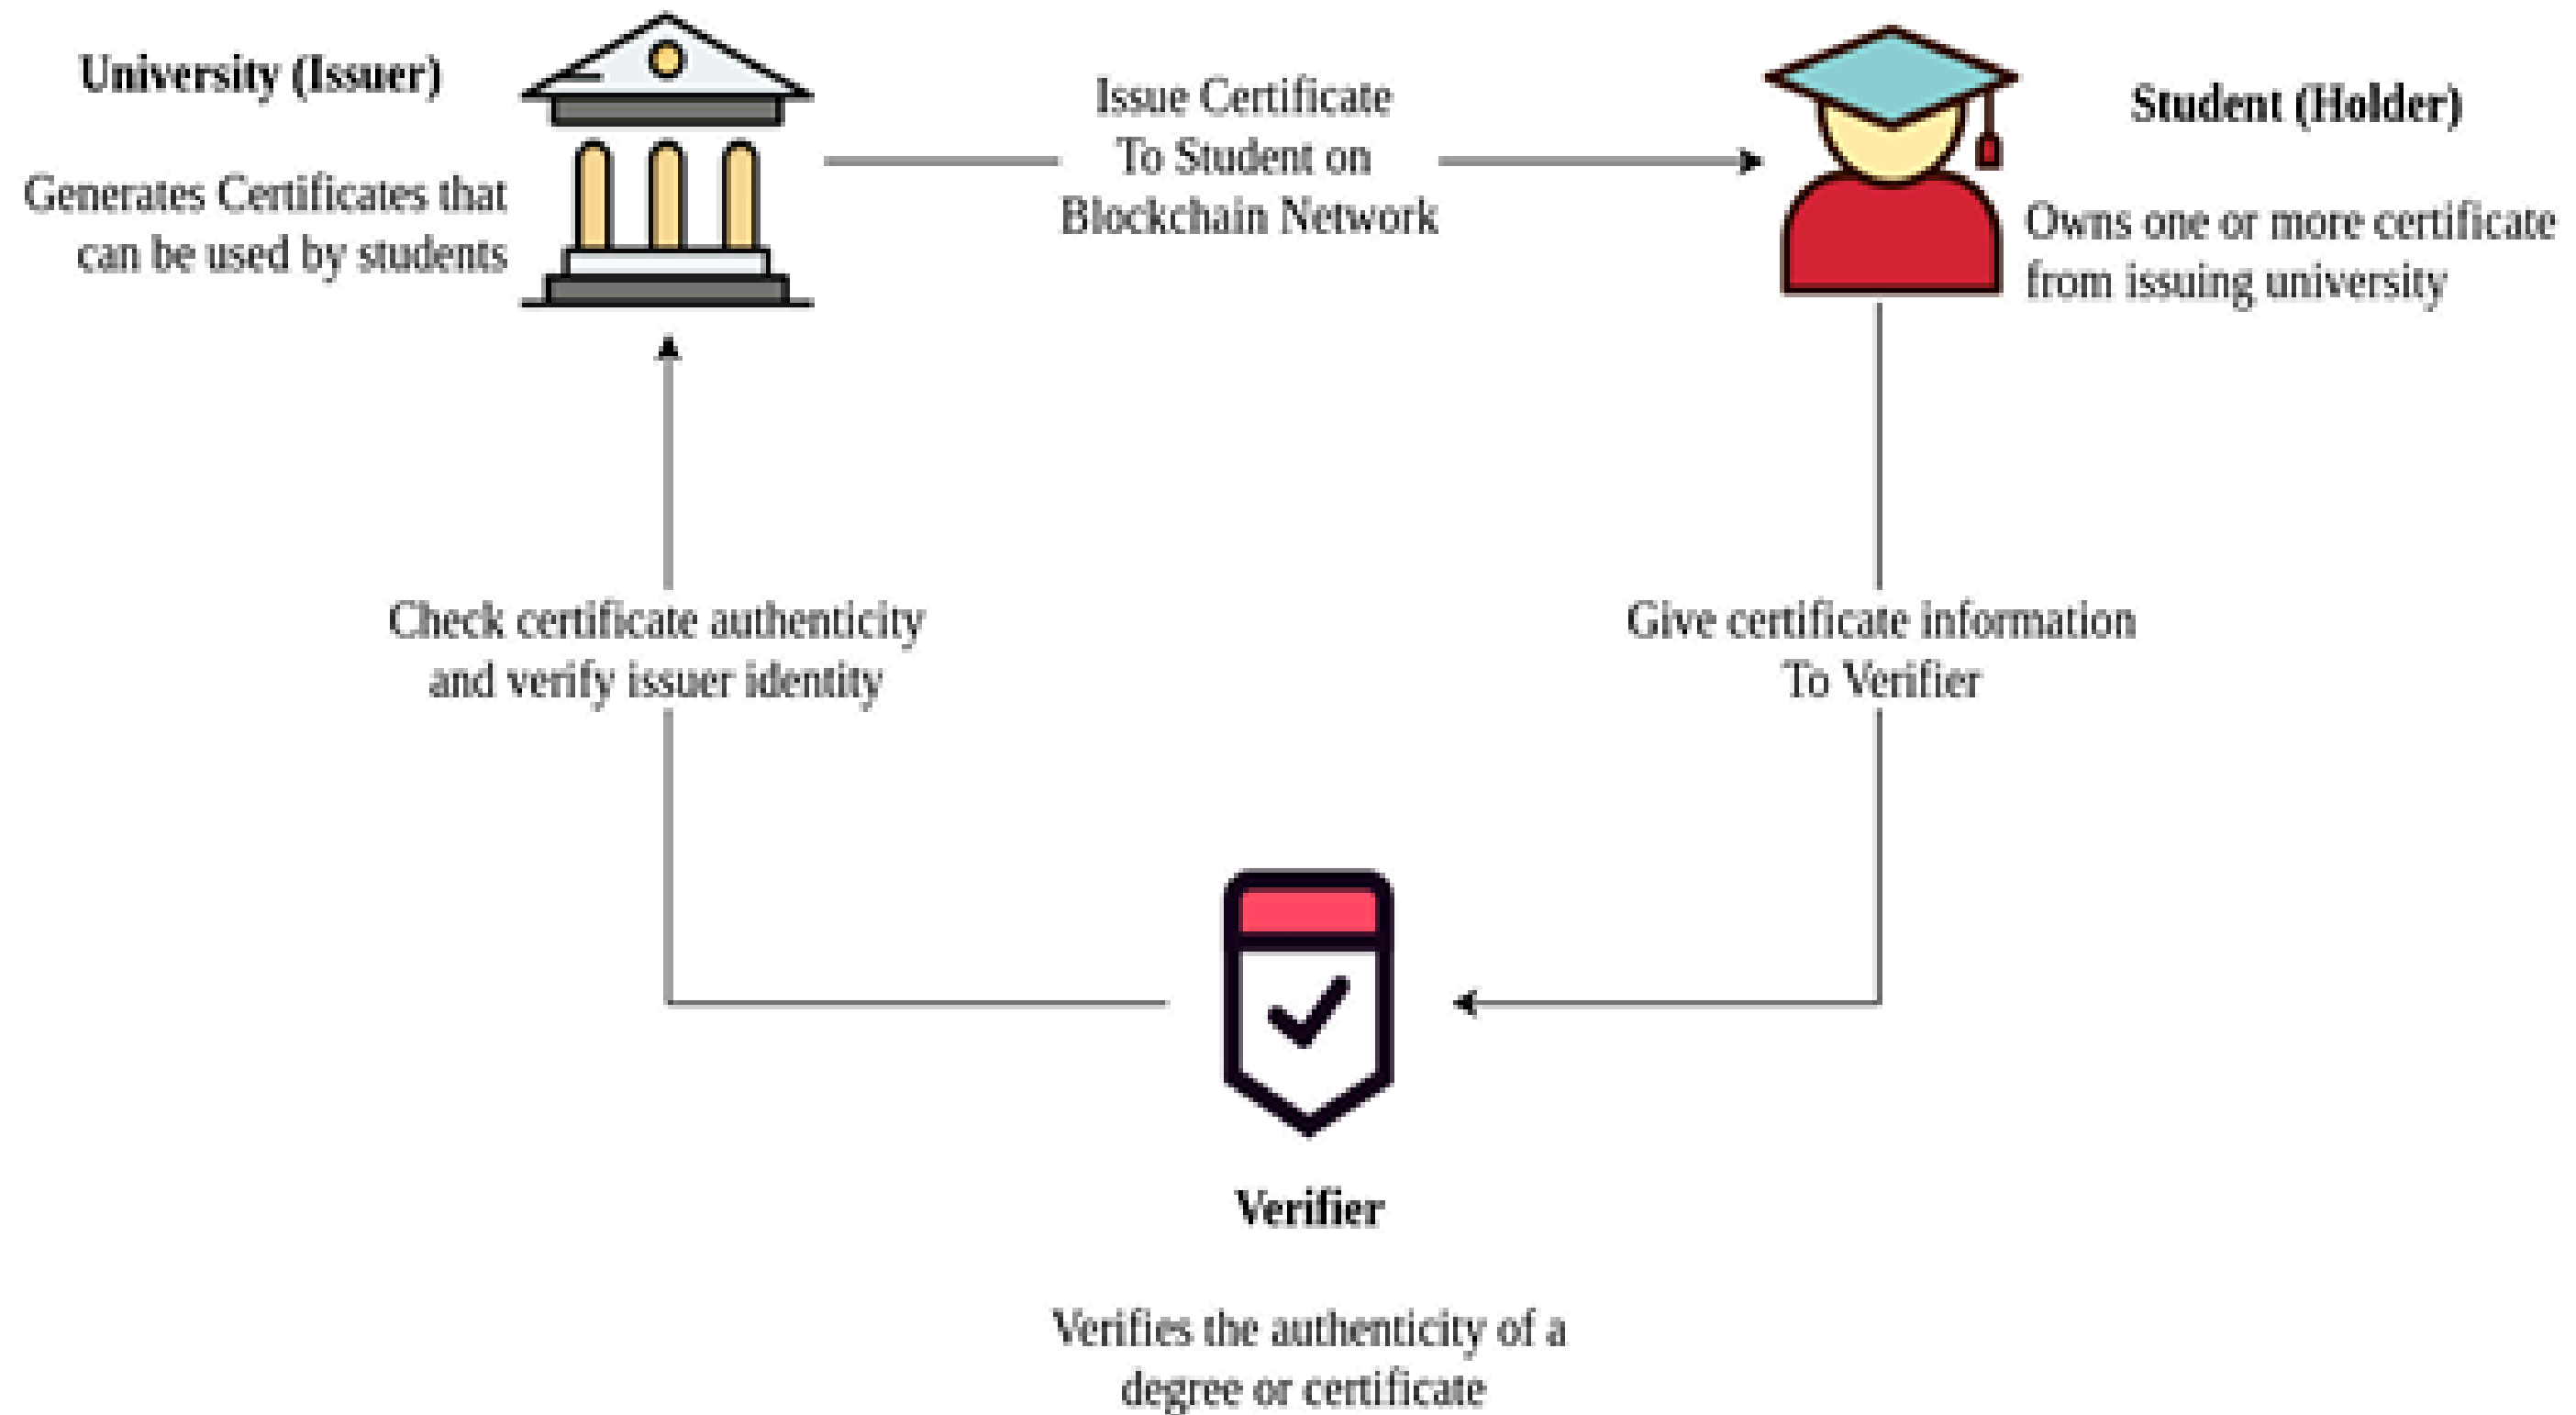 University (Issuer)
Generates Certificates that
can be used by students
Issue Certificate
To Student on
Blockchain Network
Student (Holder)
Owns one or more certificate
from issuing university
Check certificate authenticity
and verify issuer identity
Give certificate information
To Verifier
Verifier
Verifies the authenticity of a
degree or certificate